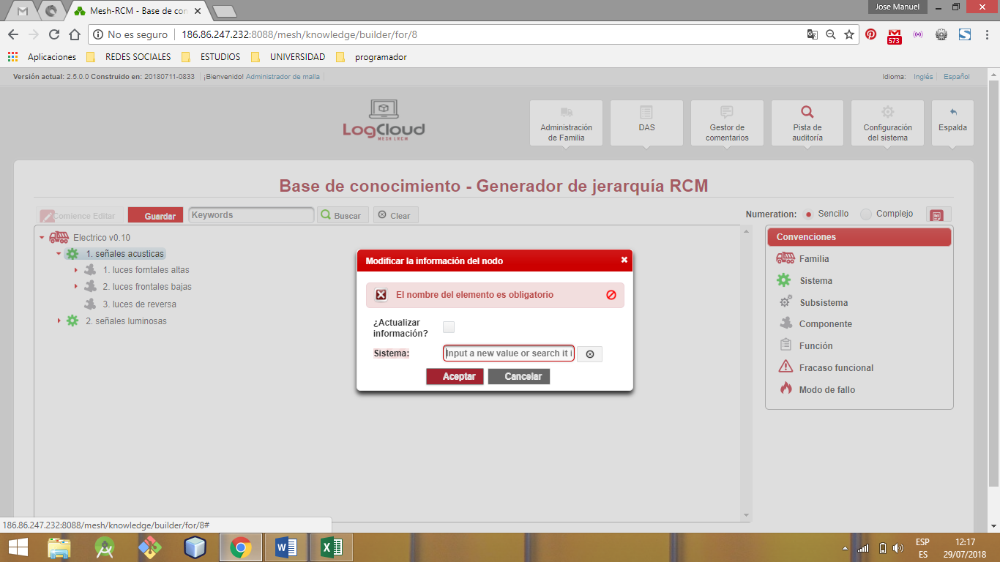 Jose Manuel
Mesh-RCM - Base de con
No es seguro | 186.86.247.232:8088/mesh/knowledge/builder/for/8
573
Aplicaciones REDES SOCIALES ESTUDIOS UNIVERSIDAD programador
Versión actual: 2.5.0.0 Construido en: 20180711-0833 ¡Bienvenido! Administrador de malla
Idioma: Inglés Español
LogCloud
MESH LRCM
Administración
de Familia
DAS
Gestor de
comentarios
Pista de
auditoría
Configuración
del sistema
Espalda
Base de conocimiento - Generador de jerarquía RCM
Comience Editar Guardar Keywords Buscar Clear
Numeration: Sencillo Complejo
Electrico v0.10
1. señales acusticas
1. luces forntales altas
2. luces frontales bajas
3. luces de reversa
2. señales luminosas
Modificar la información del nodo
El nombre del elemento es obligatorio
¿Actualizar
información?
Sistema: Input a new value or search it i
Aceptar Cancelar
Convenciones
Familia
Sistema
Subsistema
Componente
Función
Fracaso funcional
Modo de fallo
186.86.247.232:8088/mesh/knowledge/builder/for/8#
ESP
ES
12:17
29/07/2018